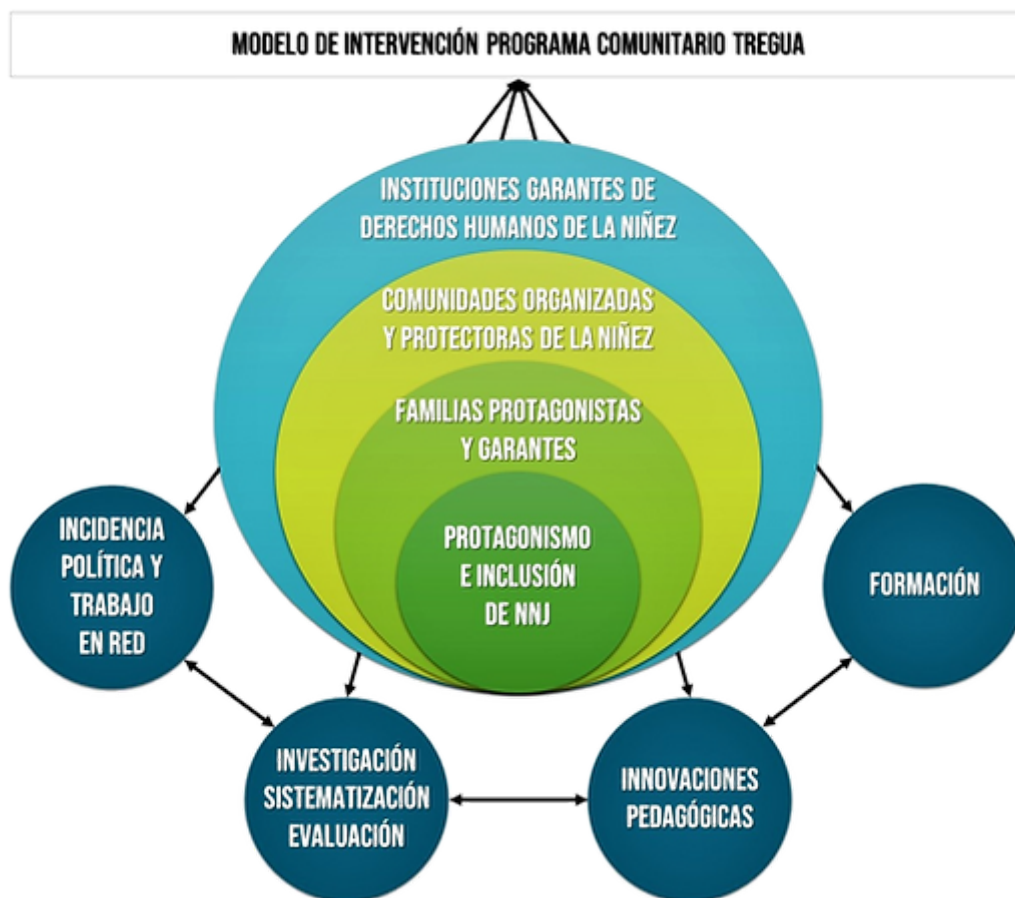 MODELO DE INTERVENCIÓN PROGRAMA COMUNITARIO TREGUA
INSTITUCIONES GARANTES DE
DERECHOS HUMANOS DE LA NIÑEZ
COMUNIDADES ORGANIZADAS
Y PROTECTORAS DE LA NIÑEZ
FAMILIAS PROTAGONISTAS
Y GARANTES
PROTAGONISMO
E INCLUSIÓN
DE NNJ
INCIDENCIA
POLÍTICA Y
TRABAJO
EN RED
INVESTIGACIÓN
SISTEMATIZACIÓN
EVALUACIÓN
INNOVACIONES
PEDAGÓGICAS
FORMACIÓN